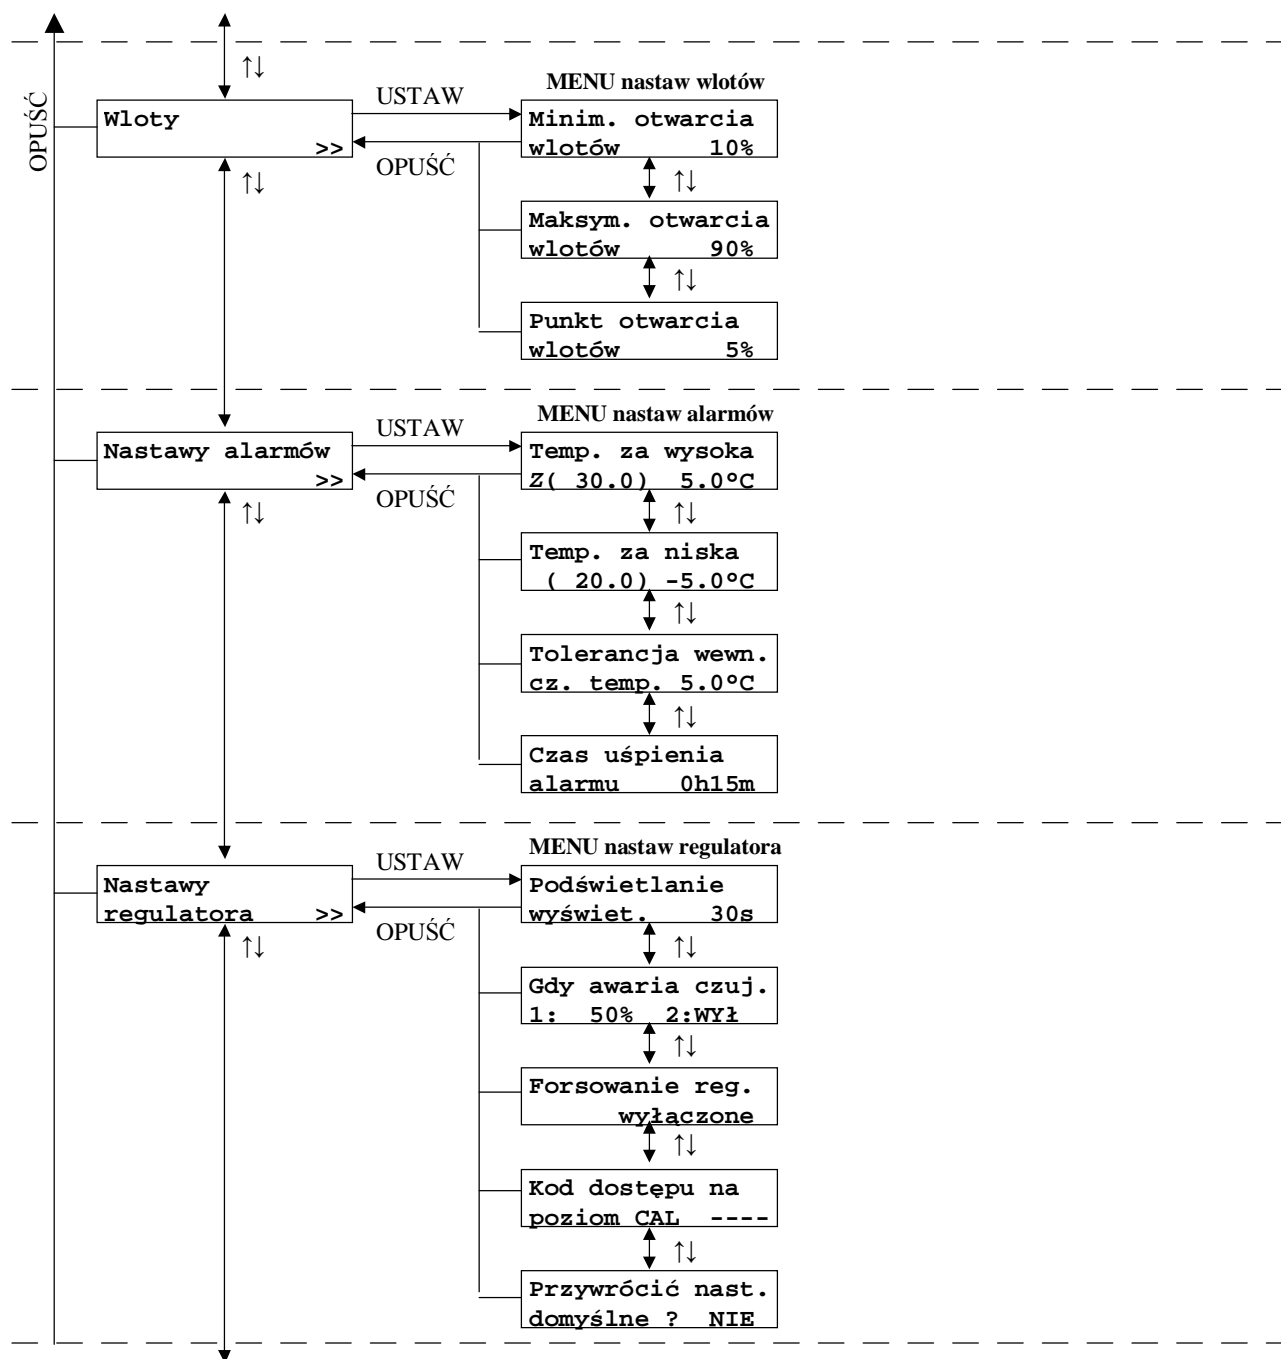 OPUŚĆ
↑↓
MENU nastaw wlotów
Wloty
>>
USTAW
OPUŚĆ
↑↓
Minim. otwarcia
wlotów 10%
↑↓
Maksym. otwarcia
wlotów 90%
↑↓
Punkt otwarcia
wlotów 5%
MENU nastaw alarmów
Nastawy alarmów
>>
USTAW
OPUŚĆ
↑↓
Temp. za wysoka
Z( 30.0) 5.0°C
↑↓
Temp. za niska
( 20.0) -5.0°C
↑↓
Tolerancja wewn.
cz. temp. 5.0°C
↑↓
Czas uśpienia
alarmu 0h15m
MENU nastaw regulatora
Nastawy
regulatora >>
USTAW
OPUŚĆ
↑↓
Podświetlanie
wyświet. 30s
↑↓
Gdy awaria czuj.
1: 50% 2:WYŁ
↑↓
Forsowanie reg.
wyłączone
↑↓
Kod dostępu na
poziom CAL ----
↑↓
Przywrócić nast.
domyślne ? NIE